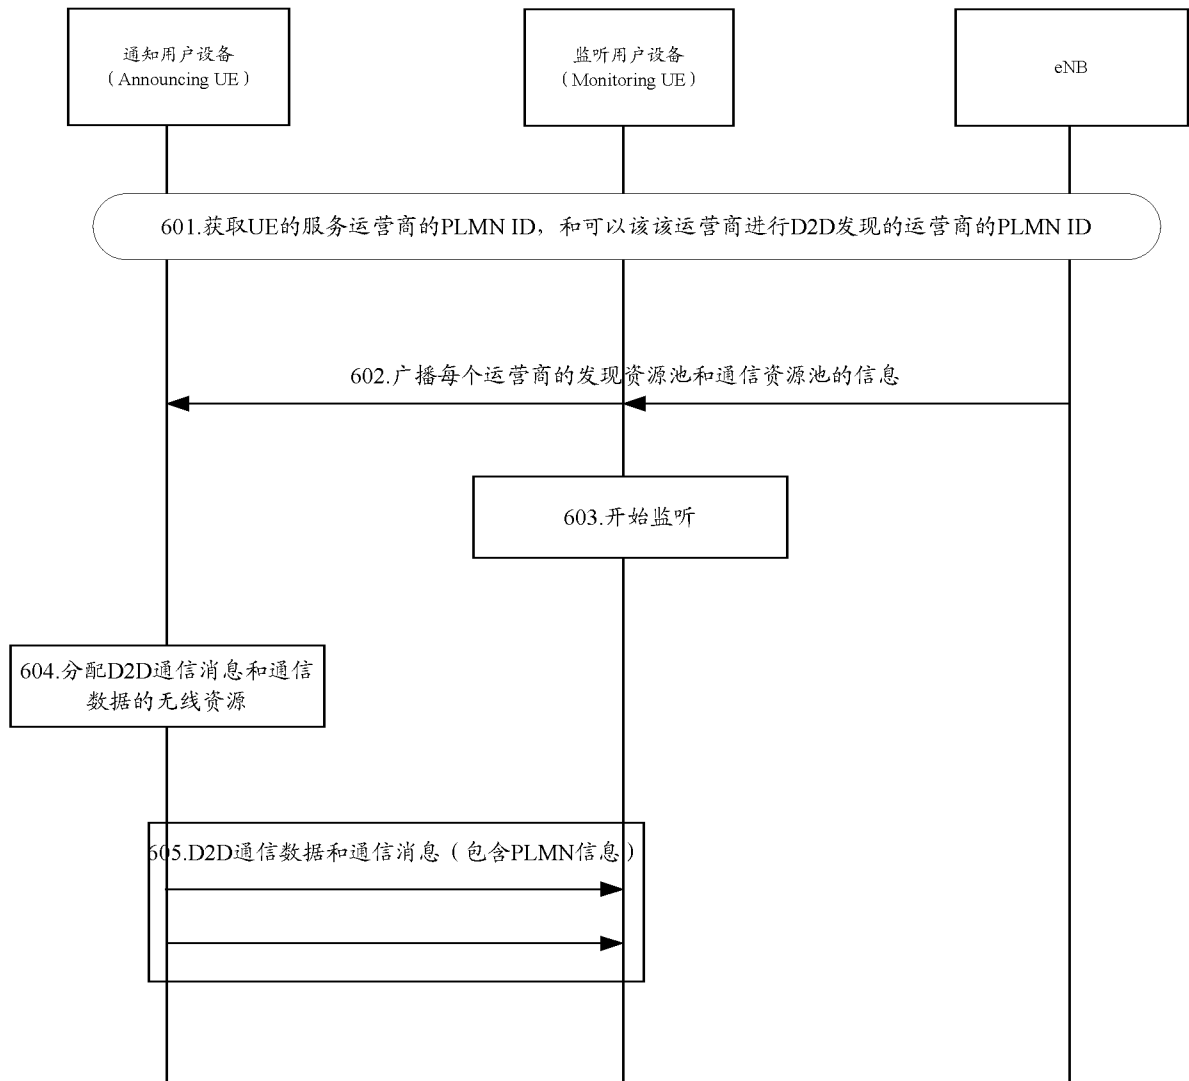 通知用户设备
（Announcing UE）
监听用户设备
（Monitoring UE）
eNB
601.获取UE的服务运营商的PLMN ID，和可以该该运营商进行D2D发现的运营商的PLMN ID
602.广播每个运营商的发现资源池和通信资源池的信息
603.开始监听
604.分配D2D通信消息和通信
数据的无线资源
605.D2D通信数据和通信消息（包含PLMN信息）